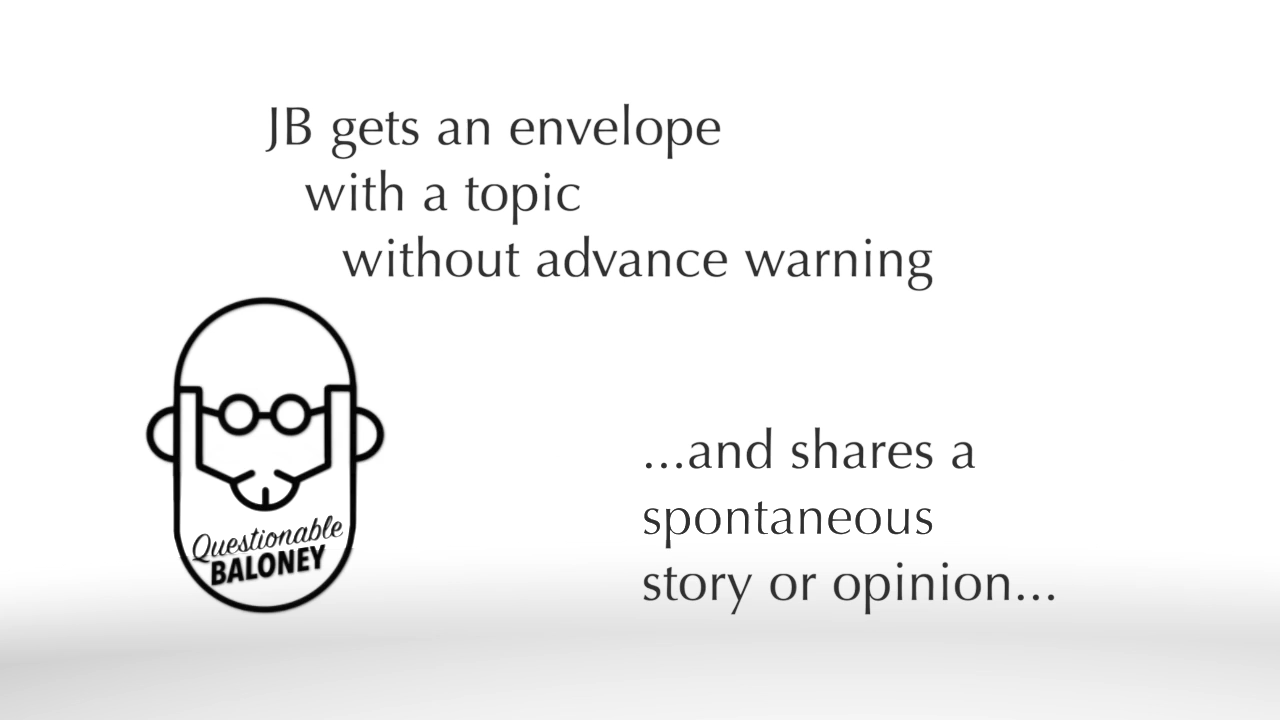 JB gets an envelope
with a topic
without advance warning
...and shares a
spontaneous
story or opinion...
Questionable
BALONEY